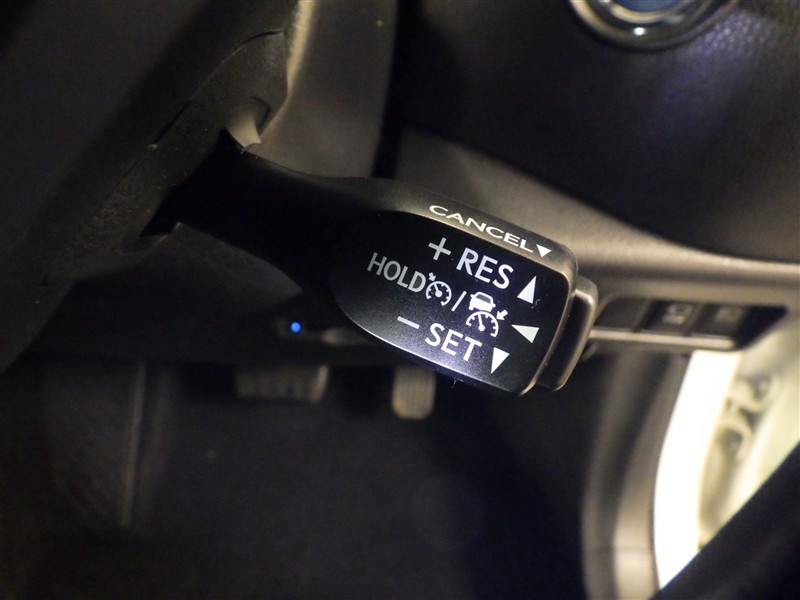 CANCEL▼
+ RES ▲
HOLD / ◀
– SET ▼